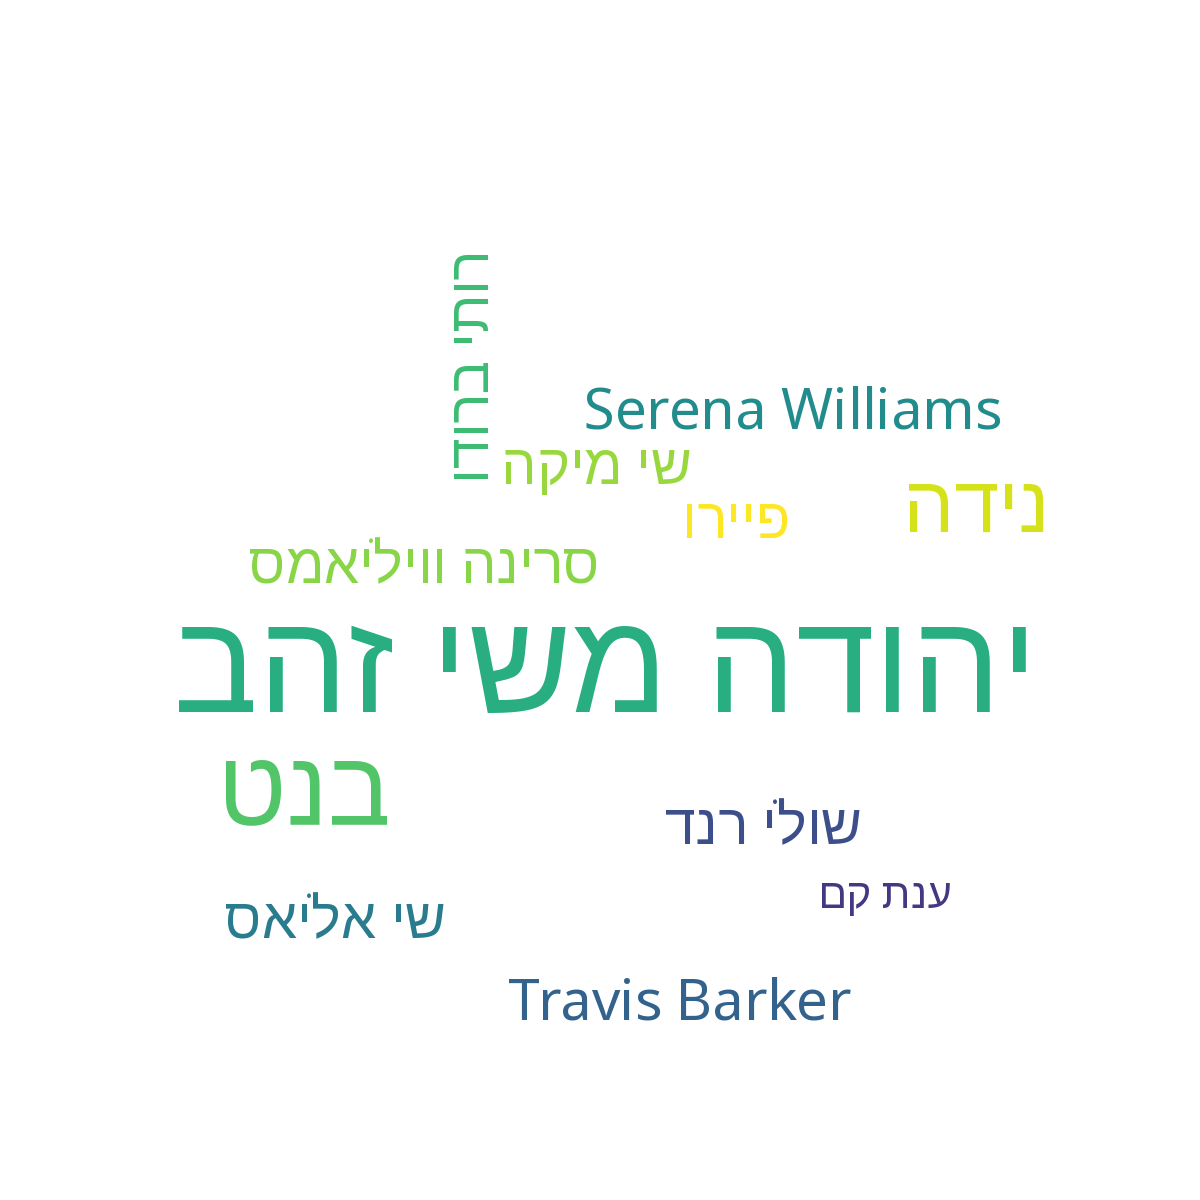 רותי ברודו
Serena Williams
שי מיקה
נידה
פיירו
סרינה וויליאמס
יהודה משי זהב
בנט
שולי רנד
ענת קם
שי אליאס
Travis Barker